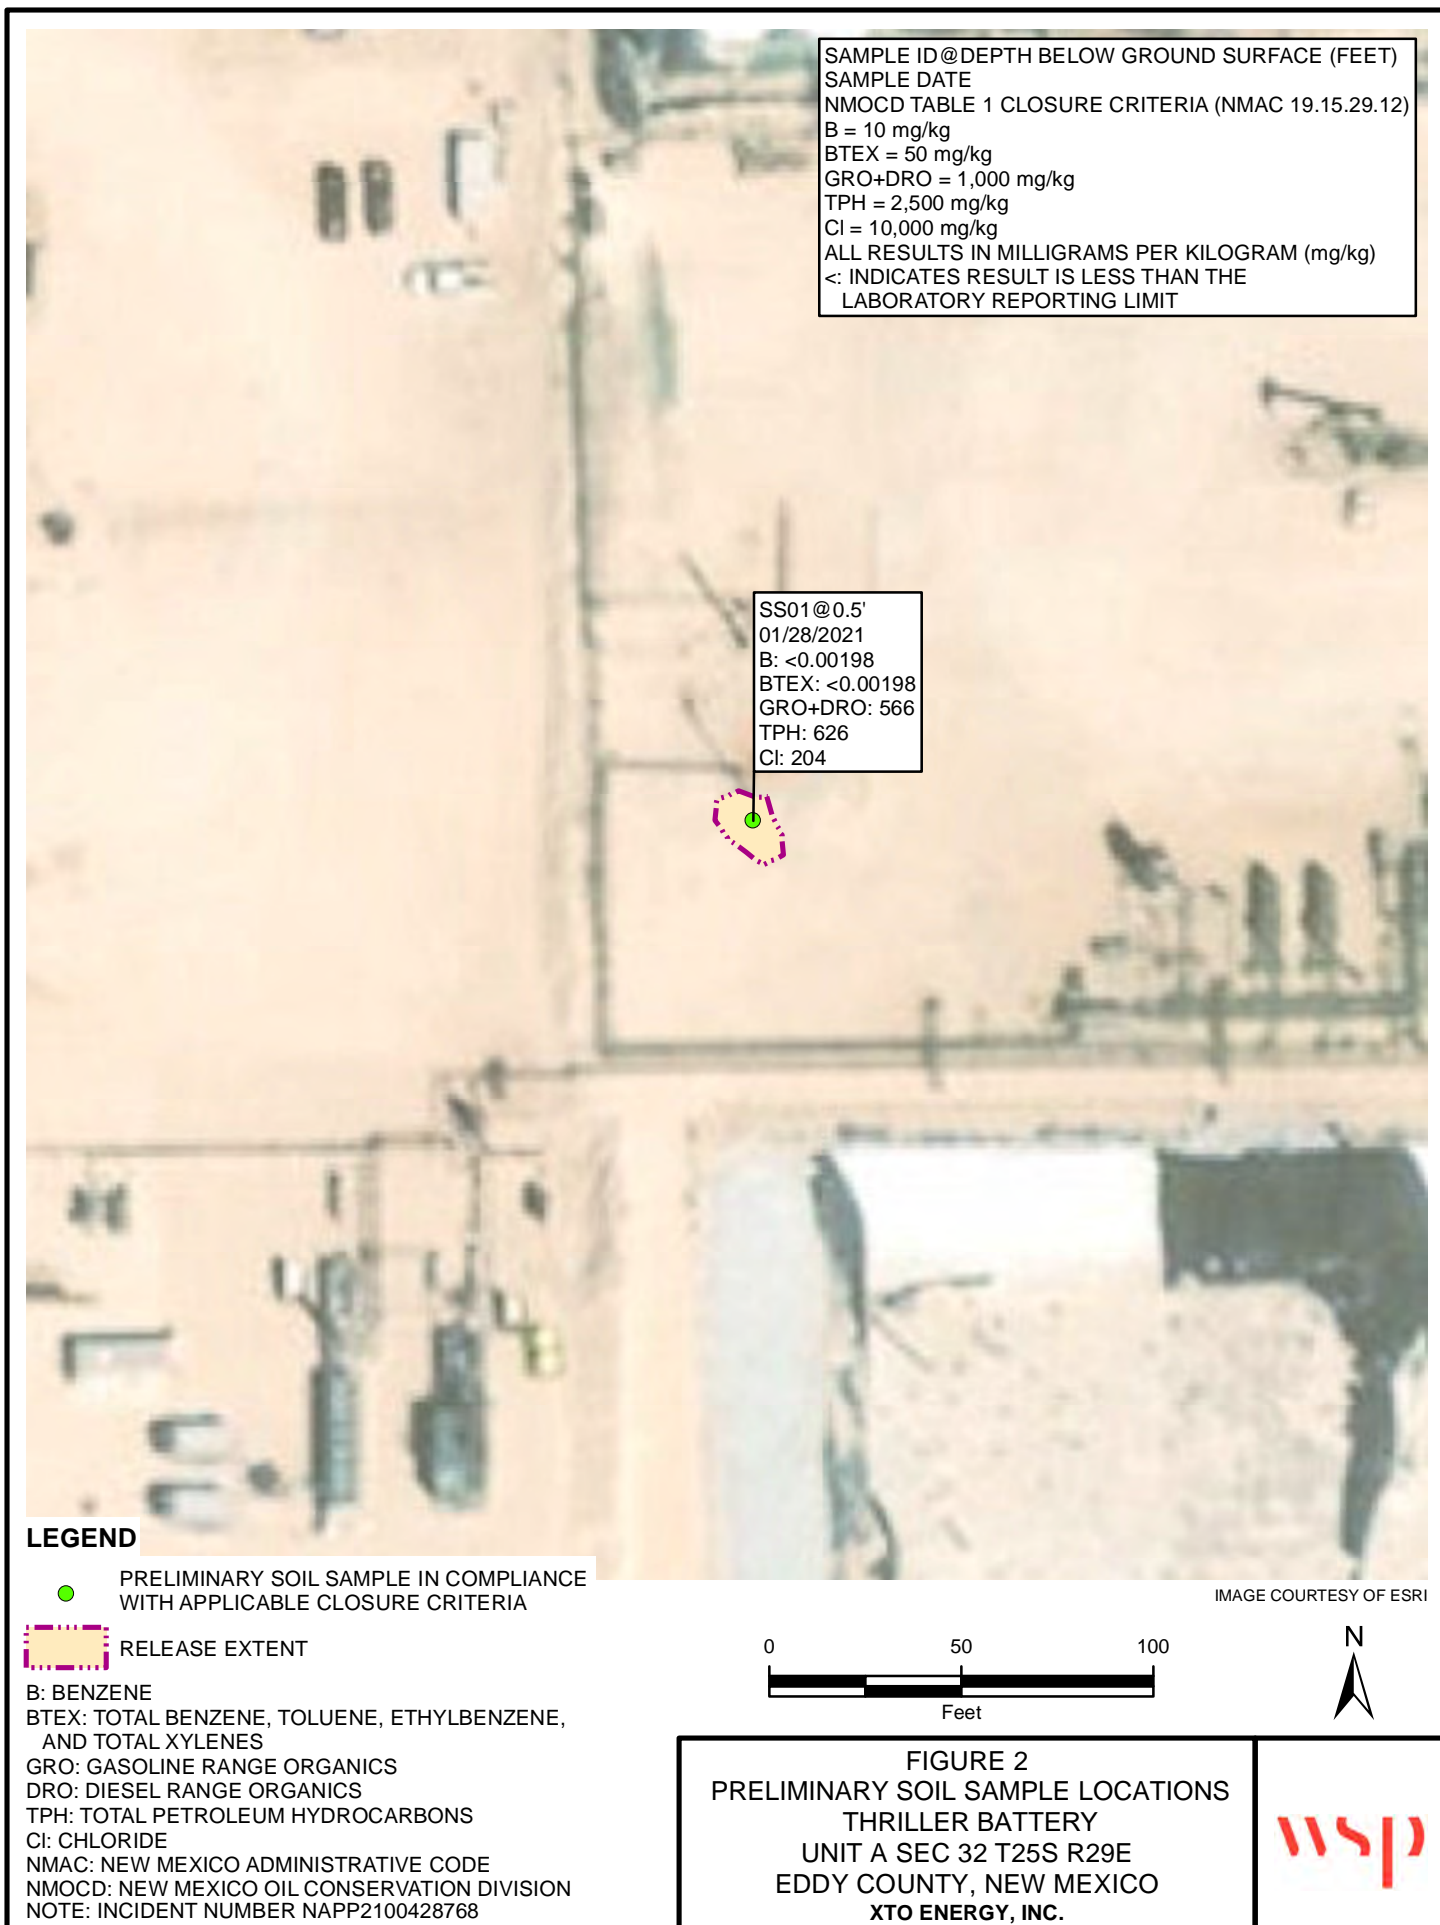 SAMPLE ID@DEPTH BELOW GROUND SURFACE (FEET)
SAMPLE DATE
NMOCD TABLE 1 CLOSURE CRITERIA (NMAC 19.15.29.12)
B = 10 mg/kg
BTEX = 50 mg/kg
GRO+DRO = 1,000 mg/kg
TPH = 2,500 mg/kg
Cl = 10,000 mg/kg
ALL RESULTS IN MILLIGRAMS PER KILOGRAM (mg/kg)
<: INDICATES RESULT IS LESS THAN THE
LABORATORY REPORTING LIMIT
SS01@0.5'
01/28/2021
B: <0.00198
BTEX: <0.00198
GRO+DRO: 566
TPH: 626
Cl: 204
LEGEND
PRELIMINARY SOIL SAMPLE IN COMPLIANCE
WITH APPLICABLE CLOSURE CRITERIA
RELEASE EXTENT
B: BENZENE
BTEX: TOTAL BENZENE, TOLUENE, ETHYLBENZENE,
AND TOTAL XYLENES
GRO: GASOLINE RANGE ORGANICS
DRO: DIESEL RANGE ORGANICS
TPH: TOTAL PETROLEUM HYDROCARBONS
Cl: CHLORIDE
NMAC: NEW MEXICO ADMINISTRATIVE CODE
NMOCD: NEW MEXICO OIL CONSERVATION DIVISION
NOTE: INCIDENT NUMBER NAPP2100428768
IMAGE COURTESY OF ESRI
0 50 100
Feet
N
FIGURE 2
PRELIMINARY SOIL SAMPLE LOCATIONS
THRILLER BATTERY
UNIT A SEC 32 T25S R29E
EDDY COUNTY, NEW MEXICO
XTO ENERGY, INC.
wsp